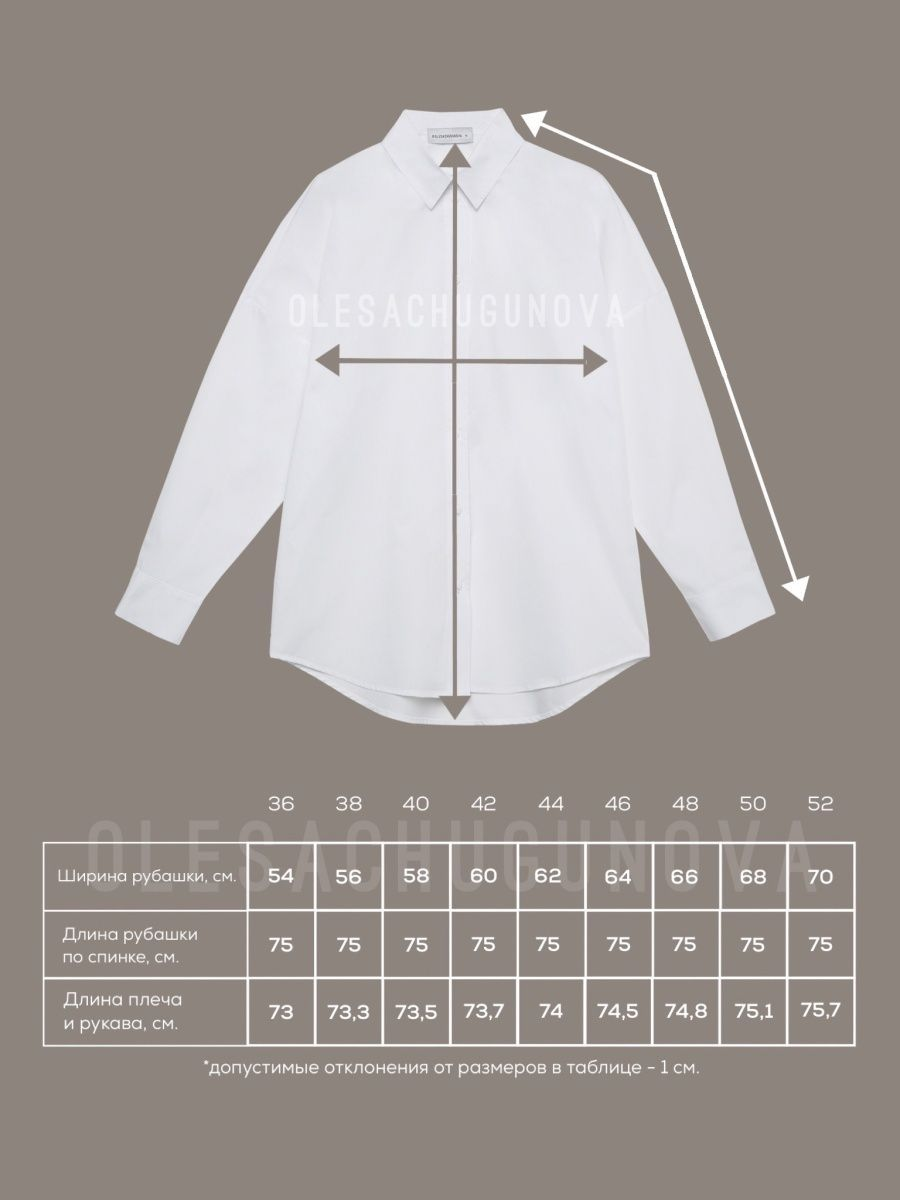 OLESACHUGUNOVA
36 38 40 42 44 46 48 50 52
OLESACHUGUNOVA
Ширина рубашки, см. 54 56 58 60 62 64 66 68 70
Длина рубашки
по спинке, см. 75 75 75 75 75 75 75 75 75
Длина плеча
и рукава, см. 73 73,3 73,5 73,7 74 74,5 74,8 75,1 75,7
*допустимые отклонения от размеров в таблице - 1 см.